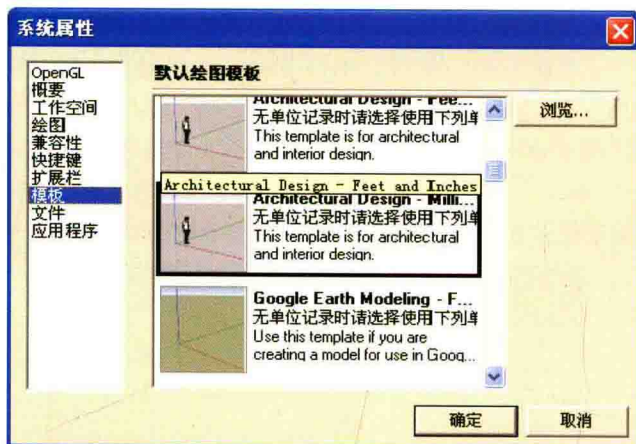 系统属性
OpenGL
概要
工作空间
绘图
兼容性
快捷键
扩展栏
模板
文件
应用程序
默认绘图模板
Architectural Design - Fee...
无单位记录时请选择使用下列单
This template is for architectural
and interior design.
Architectural Design - Feet and Inches
Architectural Design - Milli...
无单位记录时请选择使用下列单
This template is for architectural
and interior design.
Google Earth Modeling - F...
无单位记录时请选择使用下列单
Use this template if you are
creating a model for use in Goog...
浏览...
确定
取消